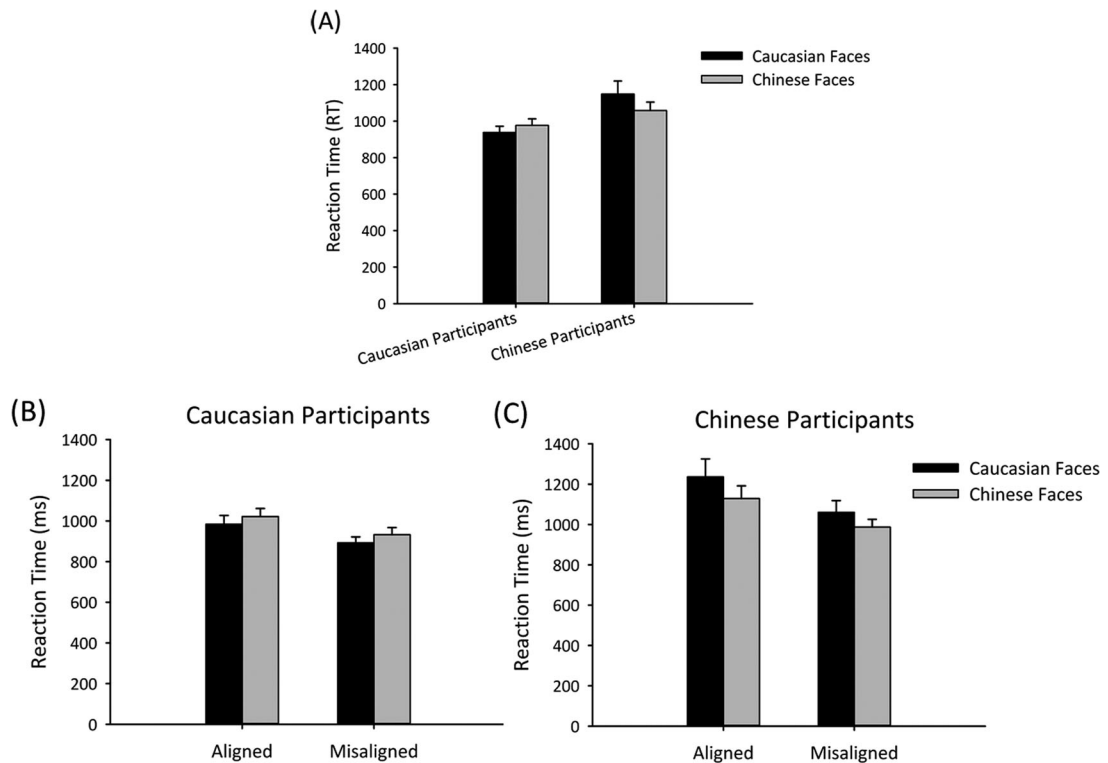 (A)
1400
1200
1000
800
600
400
200
0
Reaction Time (RT)
Caucasian Faces
Chinese Faces
Caucasian Participants
Chinese Participants
(B)
Caucasian Participants
1400
1200
1000
800
600
400
200
0
Reaction Time (ms)
Aligned
Misaligned
(C)
Chinese Participants
1400
1200
1000
800
600
400
200
0
Reaction Time (ms)
Aligned
Misaligned
Caucasian Faces
Chinese Faces